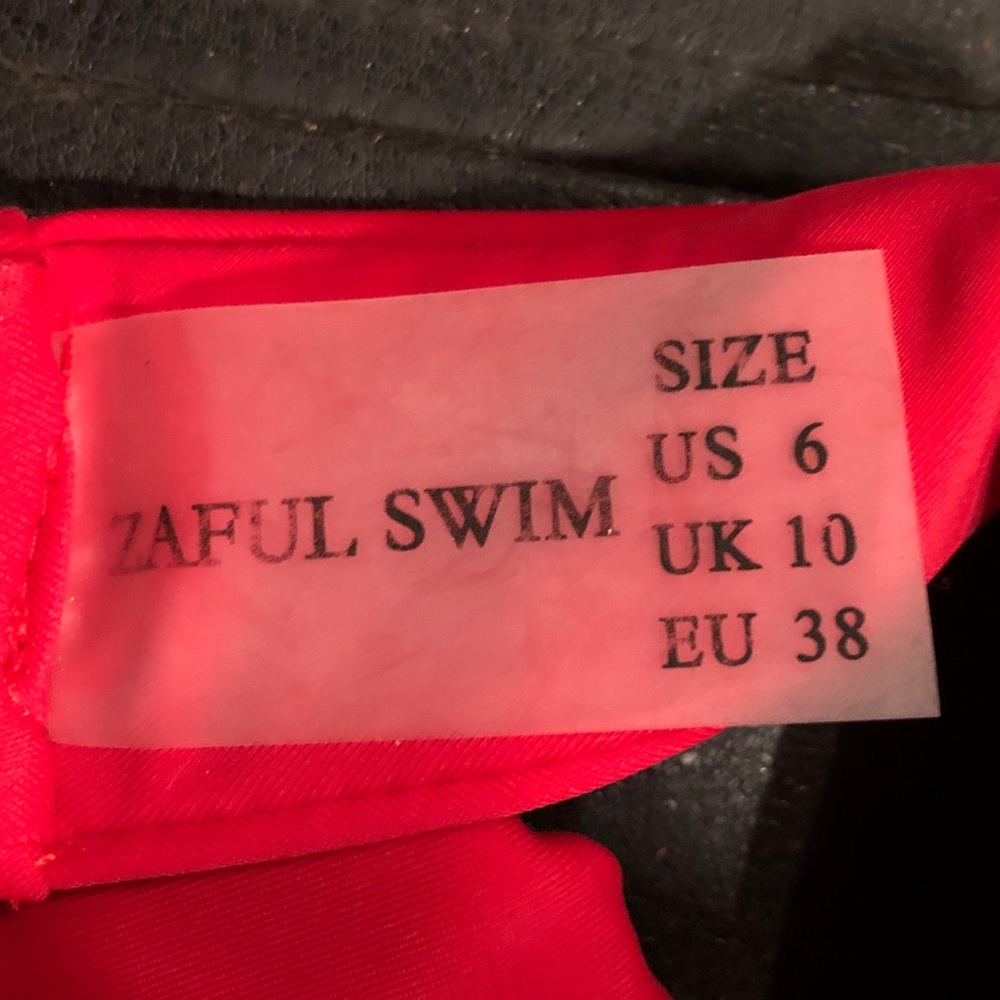 ZAFUL SWIM
SIZE
US 6
UK 10
EU 38